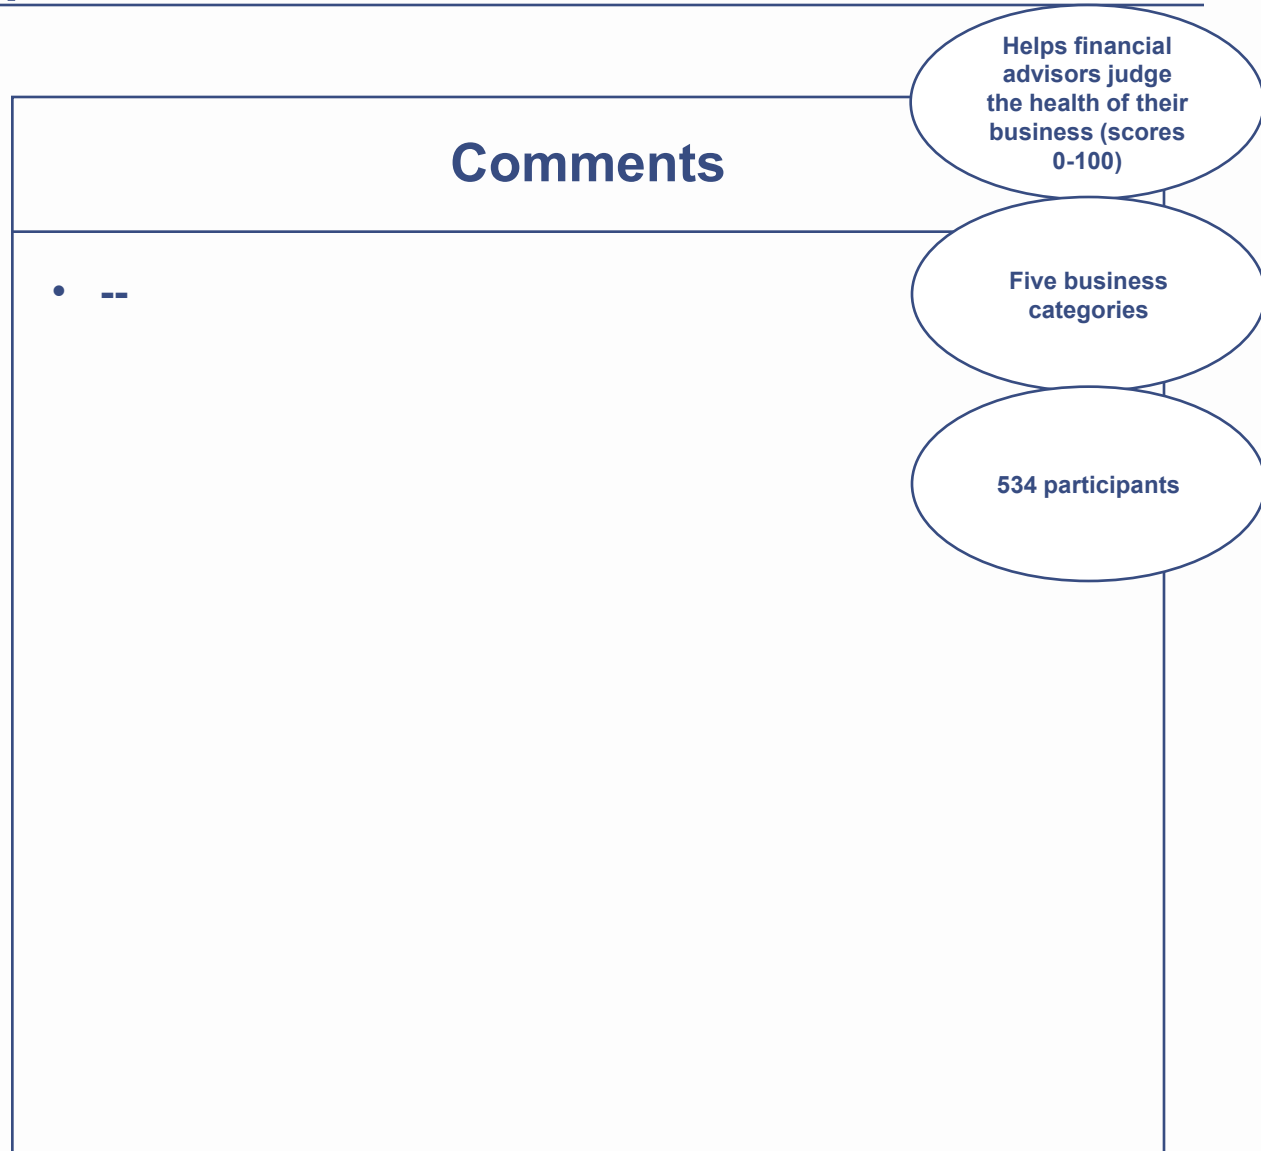 Helps financial
advisors judge
the health of their
business (scores
0-100)
Comments
• --
Five business
categories
534 participants